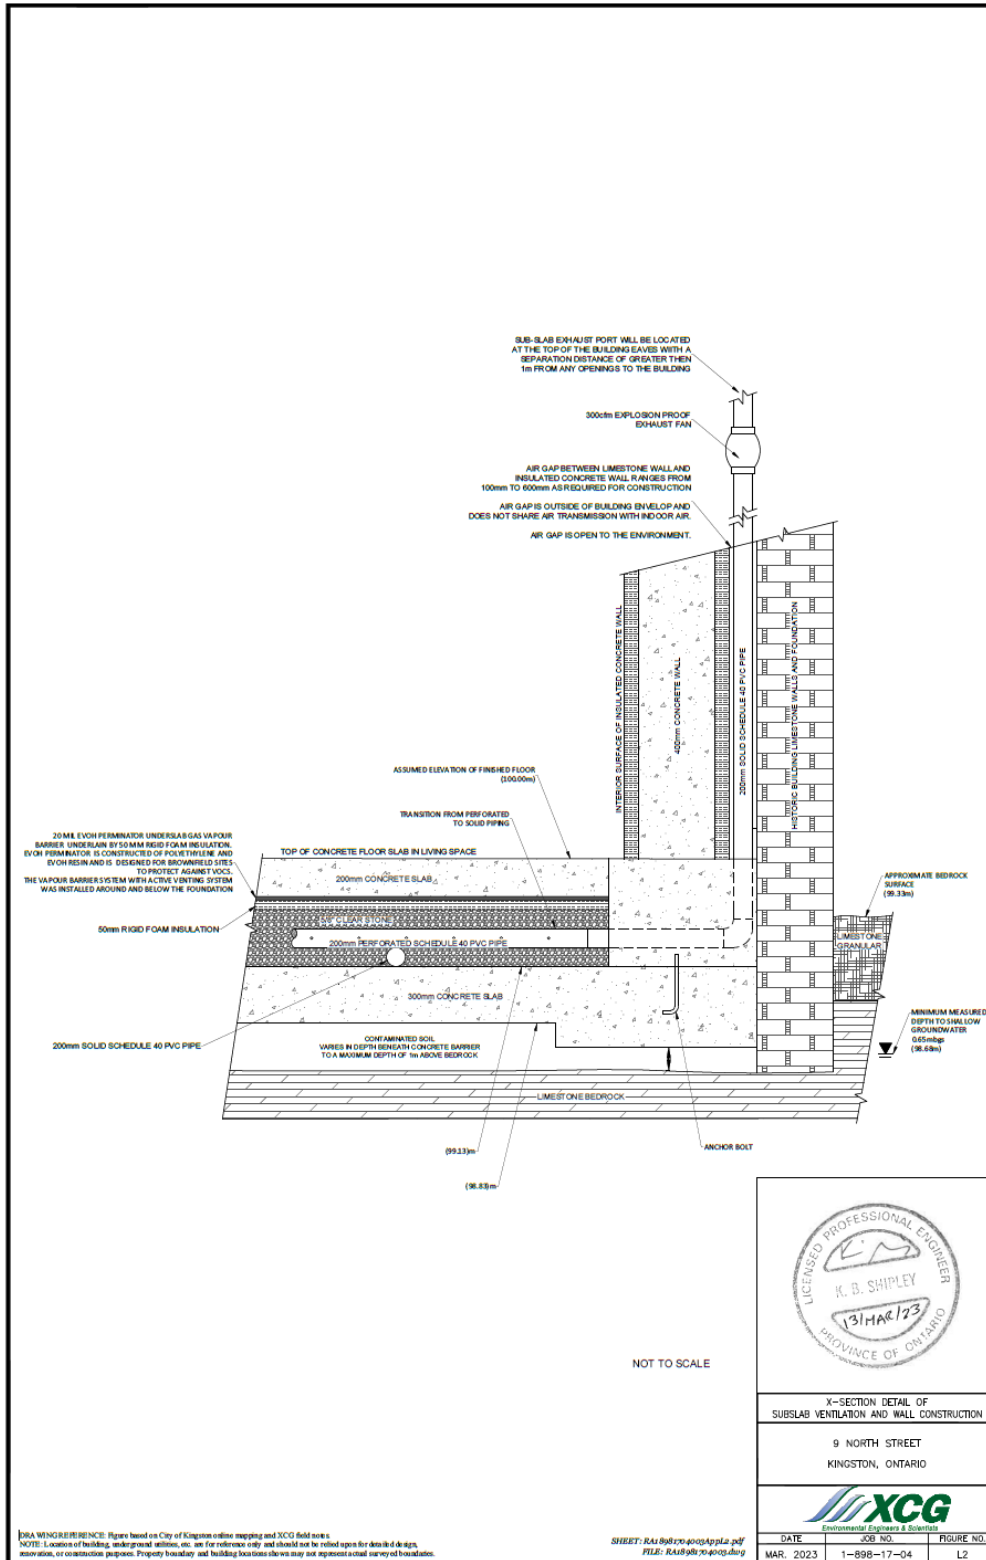 SUB-SLAB EXHAUST PORT WILL BE LOCATED
AT THE TOP OF THE BUILDING EAVES WITH A
SEPARATION DISTANCE OF GREATER THEN
1m FROM ANY OPENINGS TO THE BUILDING
300cfm EXPLOSION PROOF
EXHAUST FAN
AIR GAP BETWEEN LIMESTONE WALL AND
INSULATED CONCRETE WALL RANGES FROM
100mm TO 600mm AS REQUIRED FOR CONSTRUCTION
AIR GAP IS OUTSIDE OF BUILDING ENVELOP AND
DOES NOT SHARE AIR TRANSMISSION WITH INDOOR AIR.
AIR GAP IS OPEN TO THE ENVIRONMENT.
INTERIOR SURFACE OF INSULATED CONCRETE WALL
400mm CONCRETE WALL
200mm SOLID SCHEDULE 40 PVC PIPE
HISTORIC BUILDING LIMESTONE WALLS AND FOUNDATION
ASSUMED ELEVATION OF FINISHED FLOOR
(100.00m)
TRANSITION FROM PERFORATED
TO SOLID PIPING
20 MIL EVOH PERMINATOR UNDERSLAB GAS VAPOUR
BARRIER UNDERLAIN BY 50 MM RIGID FOAM INSULATION.
EVOH PERMINATOR IS CONSTRUCTED OF POLYETHYLENE AND
EVOH RESIN AND IS DESIGNED FOR BROWNFIELD SITES
TO PROTECT AGAINST VOCS.
THE VAPOUR BARRIER SYSTEM WITH ACTIVE VENTING SYSTEM
WAS INSTALLED AROUND AND BELOW THE FOUNDATION
TOP OF CONCRETE FLOOR SLAB IN LIVING SPACE
200mm CONCRETE SLAB
APPROXIMATE BEDROCK
SURFACE
(99.33m)
CLEAR STONE
50mm RIGID FOAM INSULATION
200mm PERFORATED SCHEDULE 40 PVC PIPE
LIMESTONE
GRANULAR
300mm CONCRETE SLAB
MINIMUM MEASURED
DEPTH TO SHALLOW
GROUNDWATER
0.65mbgs
(98.68m)
200mm SOLID SCHEDULE 40 PVC PIPE
CONTAMINATED SOIL
VARIES IN DEPTH BENEATH CONCRETE BARRIER
TO A MAXIMUM DEPTH OF 1m ABOVE BEDROCK
LIMESTONE BEDROCK
(99.13)m
ANCHOR BOLT
(98.83)m
LICENSED PROFESSIONAL ENGINEER
K. B. SHIPLEY
13/MAR/23
PROVINCE OF ONTARIO
NOT TO SCALE
X-SECTION DETAIL OF
SUBSLAB VENTILATION AND WALL CONSTRUCTION
9 NORTH STREET
KINGSTON, ONTARIO
XCG
Environmental Engineers & Scientists
DATE JOB NO. FIGURE NO.
MAR. 2023 1-898-17-04 L2
DRAWING REFERENCE: Figure based on City of Kingston online mapping and XCG field notes
NOTE: Location of building, underground utilities, etc. are for reference only and should not be relied upon for detailed design,
renovation, or construction purposes. Property boundary and building locations shown may not represent actual surveyed boundaries.
SHEET: RA18981704003AppL2.pdf
FILE: RA18981704003.dwg